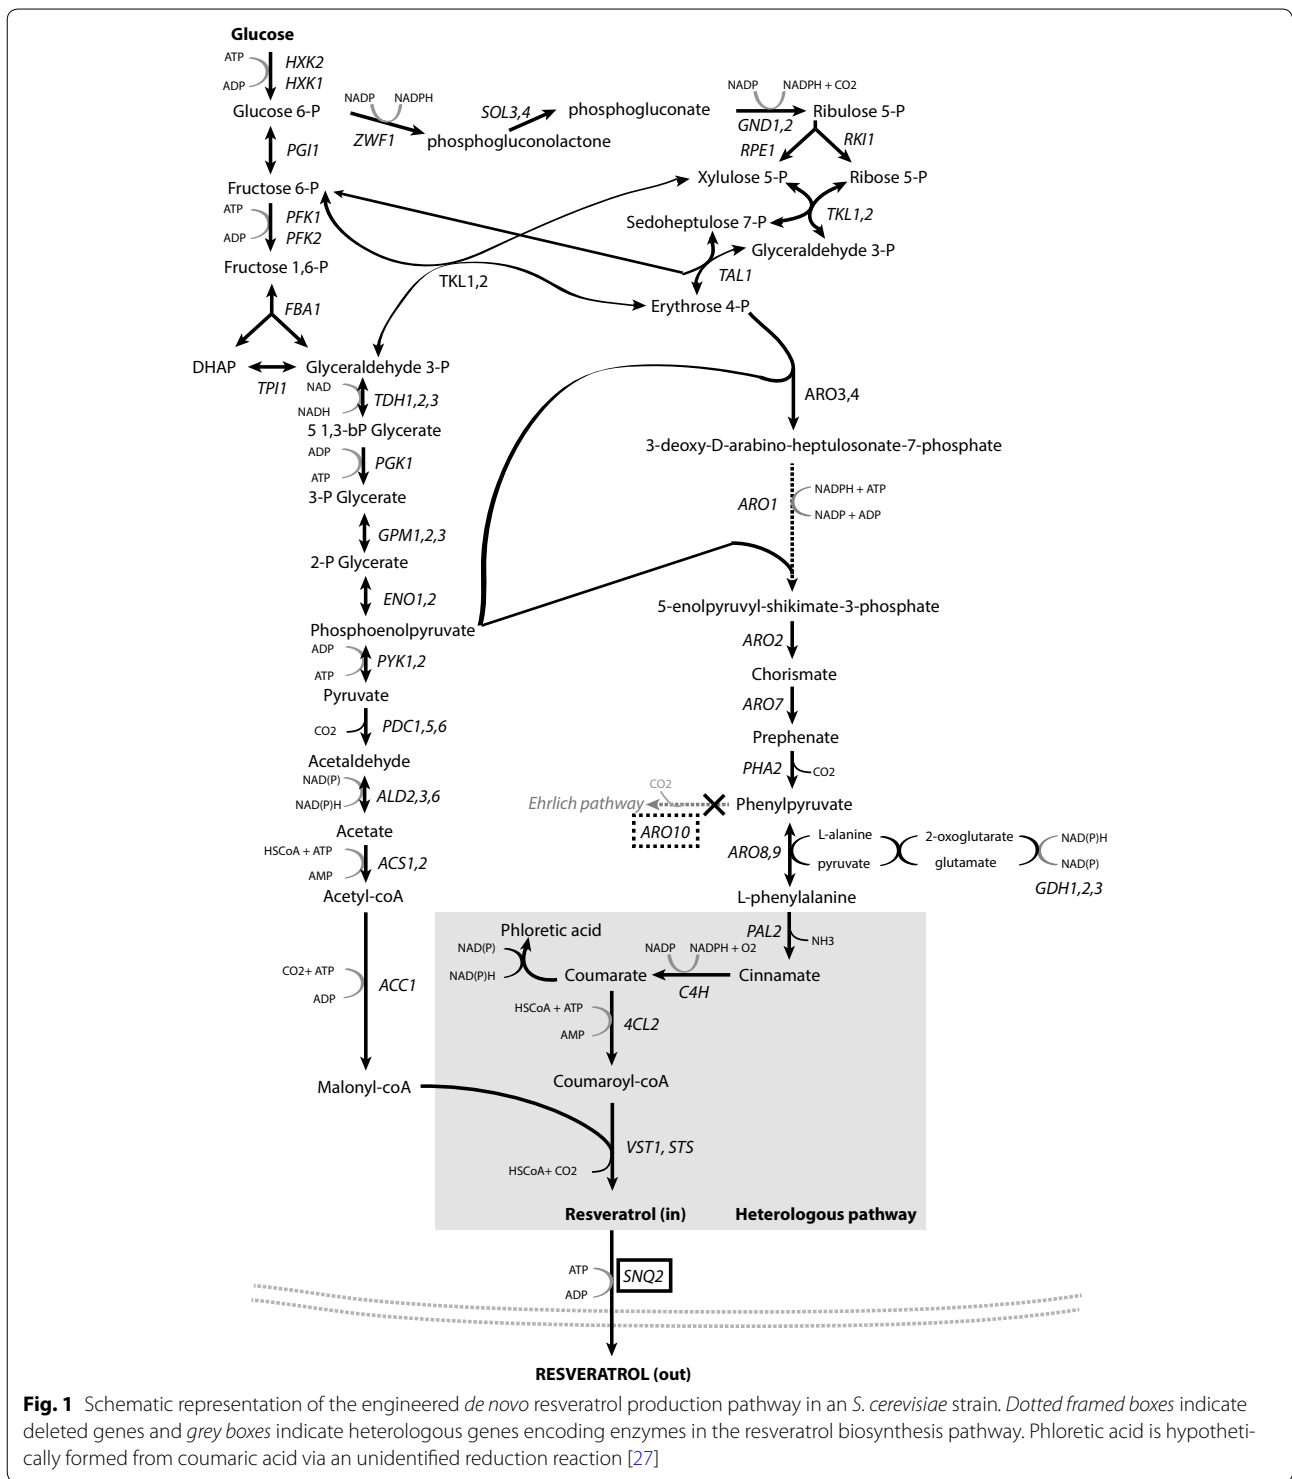 Glucose
ATP
HXK2
ADP
HXK1
Glucose 6-P
NADP NADPH
ZWF1
phosphogluconolactone
SOL3,4
phosphogluconate
NADP NADPH + CO2
GND1,2
Ribulose 5-P
RPE1
RKI1
PGI1
Fructose 6-P
Xylulose 5-P
Ribose 5-P
ATP
PFK1
ADP
PFK2
Sedoheptulose 7-P
TKL1,2
Glyceraldehyde 3-P
TAL1
Fructose 1,6-P
TKL1,2
Erythrose 4-P
FBA1
DHAP
TPI1
Glyceraldehyde 3-P
NAD
NADH
TDH1,2,3
ARO3,4
5 1,3-bP Glycerate
3-deoxy-D-arabino-heptulosonate-7-phosphate
ADP
ATP
PGK1
3-P Glycerate
ARO1
NADPH + ATP
NADP + ADP
GPM1,2,3
2-P Glycerate
ENO1,2
5-enolpyruvyl-shikimate-3-phosphate
Phosphoenolpyruvate
ARO2
ADP
ATP
PYK1,2
Chorismate
Pyruvate
ARO7
CO2
PDC1,5,6
Prephenate
Acetaldehyde
PHA2
CO2
NAD(P)
NAD(P)H
ALD2,3,6
CO2
Ehrlich pathway
Phenylpyruvate
ARO10
Acetate
ARO8,9
L-alanine
pyruvate
2-oxoglutarate
glutamate
NAD(P)H
NAD(P)
GDH1,2,3
HSCoA + ATP
AMP
ACS1,2
Acetyl-coA
L-phenylalanine
PAL2
NH3
Phloretic acid
NAD(P)
NAD(P)H
Coumarate
NADP NADPH + O2
C4H
Cinnamate
CO2+ ATP
ADP
ACC1
HSCoA + ATP
AMP
4CL2
Malonyl-coA
Coumaroyl-coA
VST1, STS
HSCoA+ CO2
Resveratrol (in)
Heterologous pathway
ATP
ADP
SNQ2
RESVERATROL (out)
Fig. 1 Schematic representation of the engineered de novo resveratrol production pathway in an S. cerevisiae strain. Dotted framed boxes indicate
deleted genes and grey boxes indicate heterologous genes encoding enzymes in the resveratrol biosynthesis pathway. Phloretic acid is hypotheti-
cally formed from coumaric acid via an unidentified reduction reaction [27]